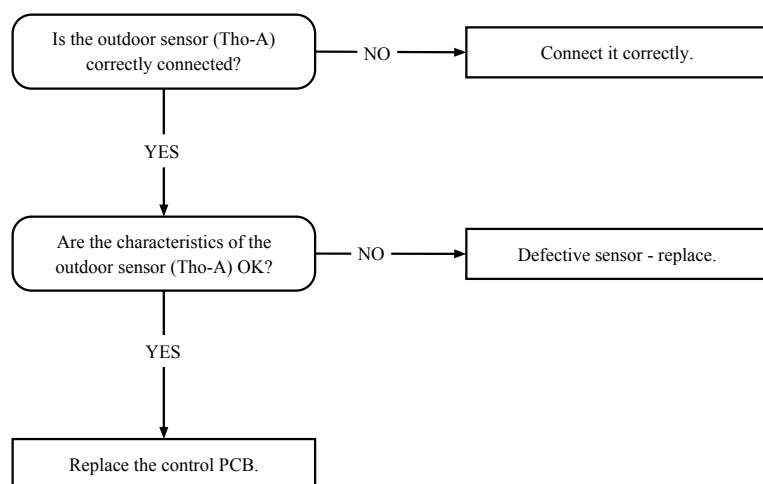 Is the outdoor sensor (Tho-A)
correctly connected?
NO
Connect it correctly.
YES
Are the characteristics of the
outdoor sensor (Tho-A) OK?
NO
Defective sensor - replace.
YES
Replace the control PCB.